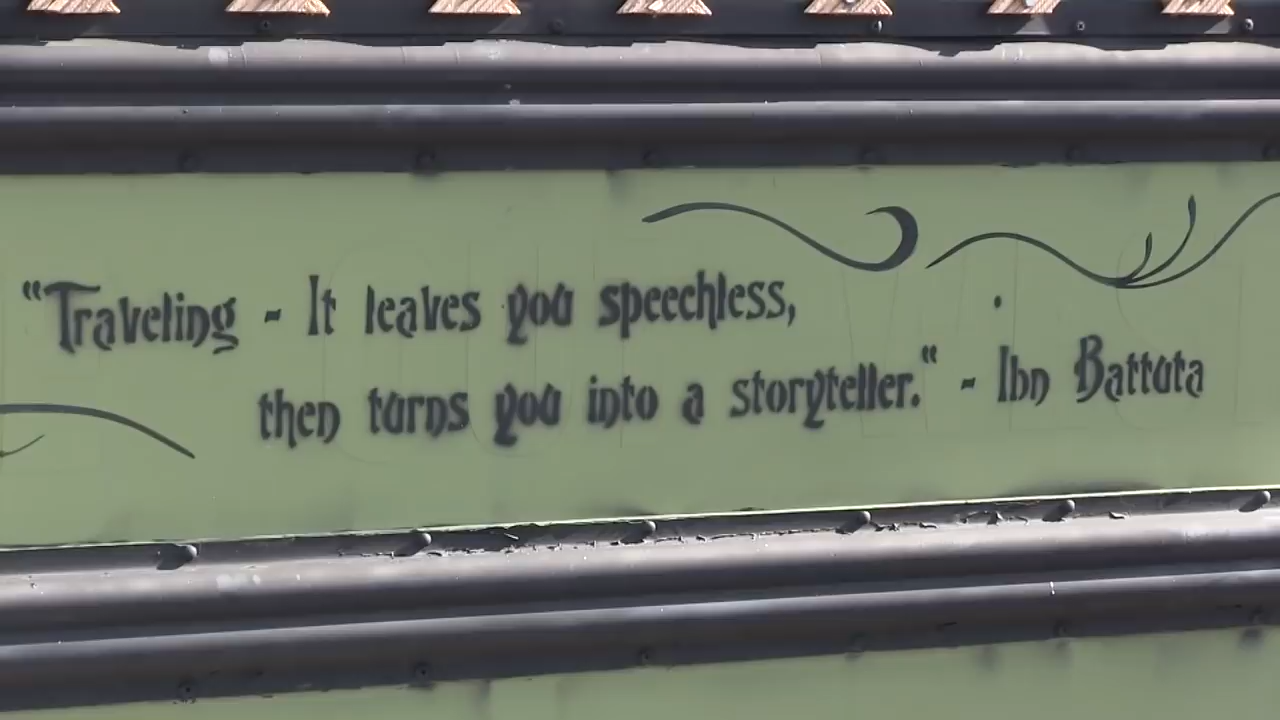 “Traveling - It leaves you speechless,
then turns you into a storyteller.“ - Ibn Battuta